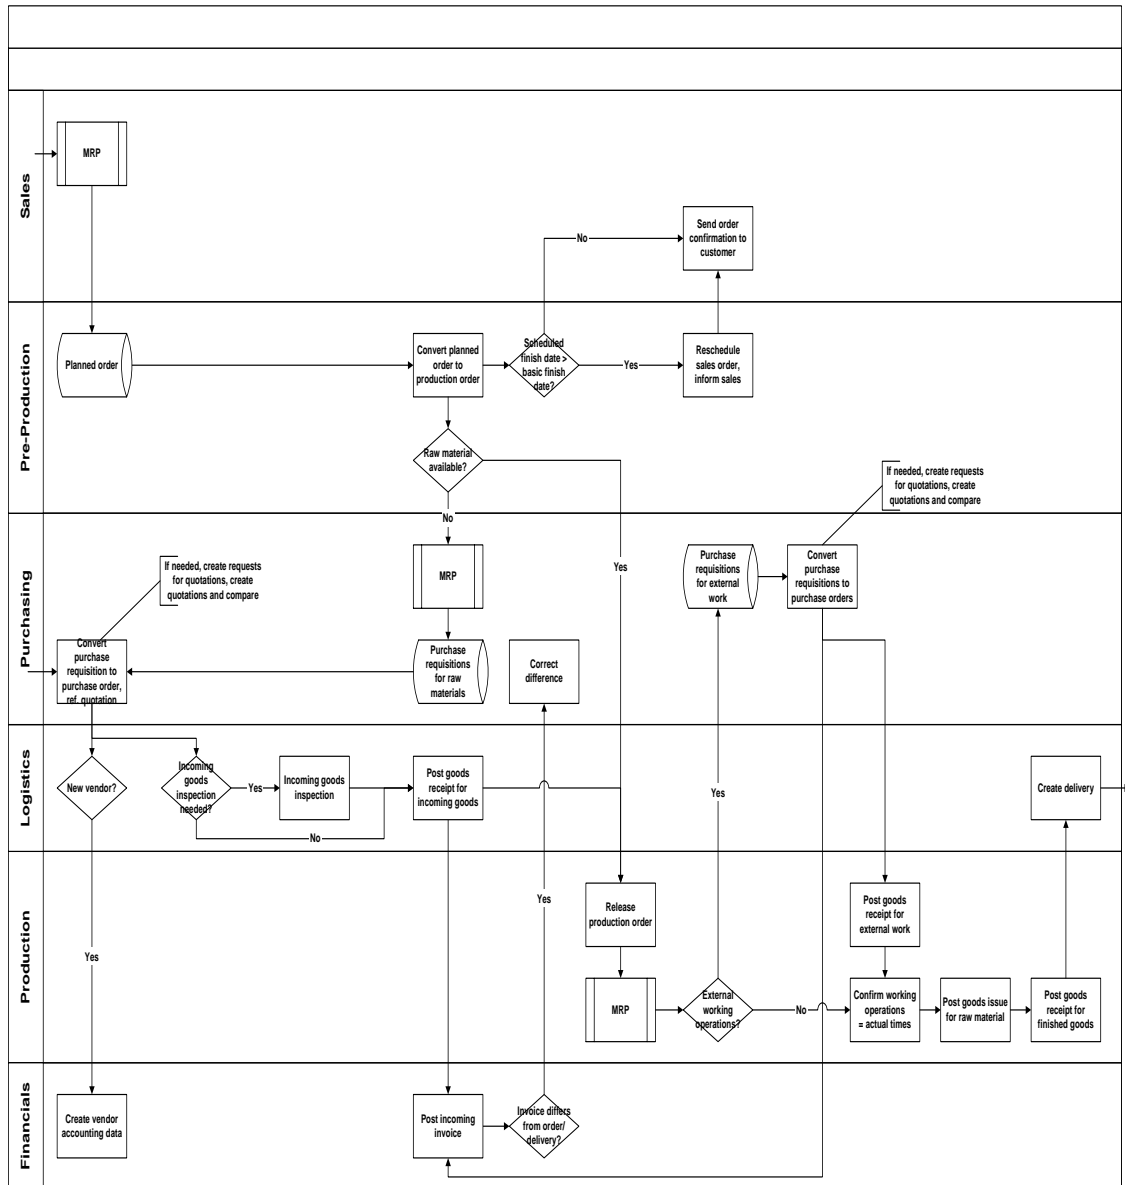 Sales
MRP
Send order
confirmation to
customer
No
Pre-Production
Planned order
Convert planned
order to
production order
Scheduled
finish date >
basic finish
date?
Yes
Reschedule
sales order,
inform sales
Raw material
available?
No
Yes
If needed, create requests
for quotations, create
quotations and compare
Purchasing
If needed, create requests
for quotations, create
quotations and compare
MRP
Purchase
requisitions
for external
work
Convert
purchase
requisitions to
purchase orders
Convert
purchase
requisition to
purchase order,
ref. quotation
Purchase
requisitions
for raw
materials
Correct
difference
Logistics
New vendor?
Incoming
goods
inspection
needed?
Yes
Incoming goods
inspection
No
Post goods
receipt for
incoming goods
Yes
Create delivery
Production
Yes
Yes
Release
production order
Post goods
receipt for
external work
MRP
External
working
operations?
No
Confirm working
operations
= actual times
Post goods issue
for raw material
Post goods
receipt for
finished goods
Financials
Create vendor
accounting data
Post incoming
invoice
Invoice differs
from order/
delivery?